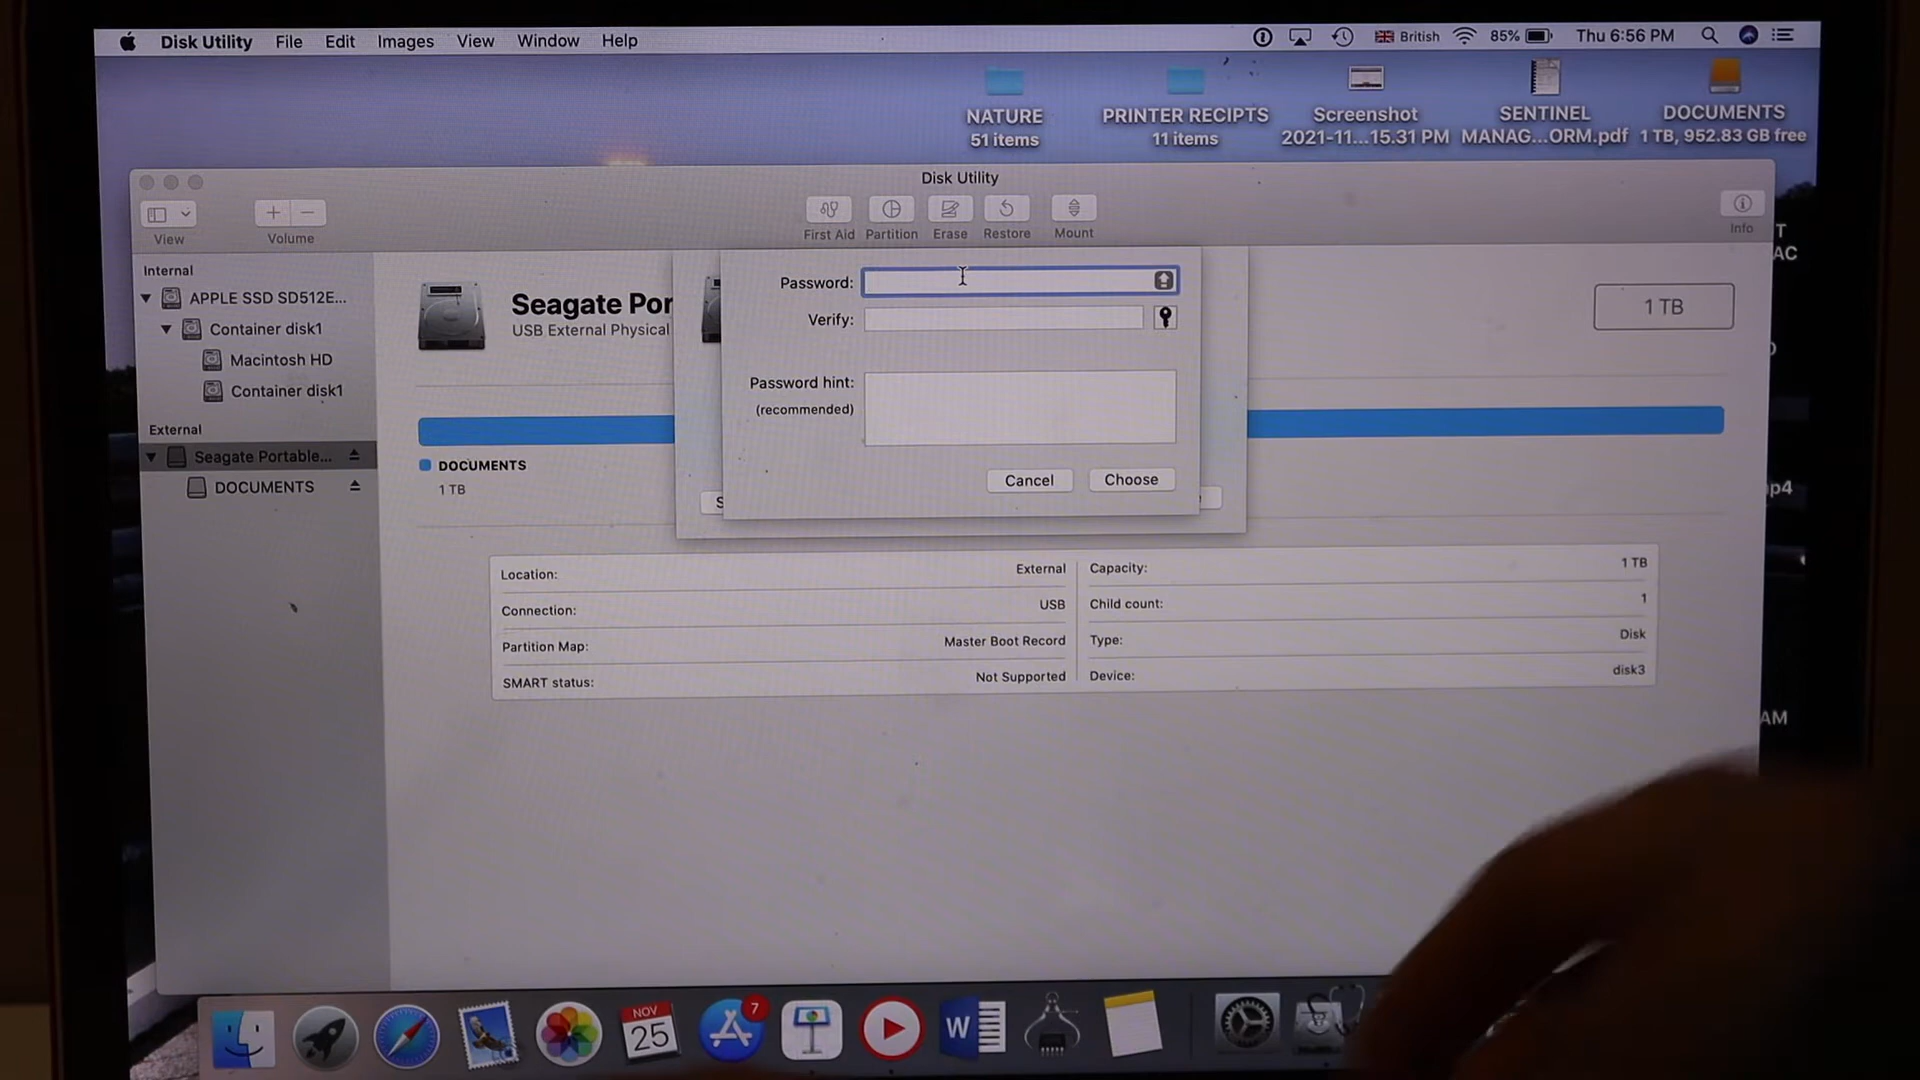 Disk Utility File Edit Images View Window Help
British 85% Thu 6:56 PM
NATURE
51 items
PRINTER RECIPTS
11 items
Screenshot
2021-11...15.31 PM
SENTINEL
MANAG...ORM.pdf
DOCUMENTS
1 TB, 952.83 GB free
Disk Utility
View
Volume
First Aid
Partition
Erase
Restore
Mount
Info
T
AC
Internal
APPLE SSD SD512E...
Container disk1
Macintosh HD
Container disk1
External
Seagate Portable...
DOCUMENTS
Seagate Por
USB External Physical
1 TB
Password:
Verify:
Password hint:
(recommended)
Cancel
Choose
DOCUMENTS
1 TB
Location: External
Connection: USB
Partition Map: Master Boot Record
SMART status: Not Supported
Capacity: 1 TB
Child count: 1
Type: Disk
Device: disk3
p4
AM
NOV
25
7
W